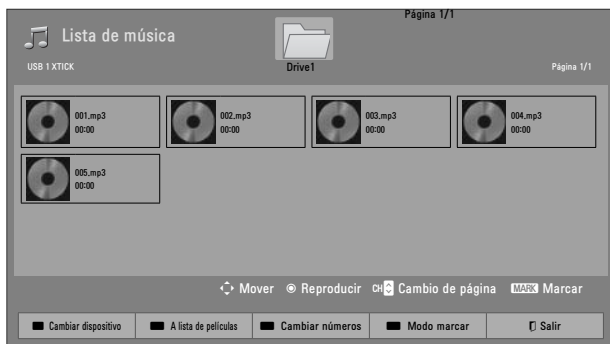 Página 1/1
Lista de música
USB 1 XTICK
Drive1
Página 1/1
001.mp3
00:00
002.mp3
00:00
003.mp3
00:00
004.mp3
00:00
005.mp3
00:00
Mover Reproducir CH Cambio de página MARK Marcar
Cambiar dispositivo A lista de películas Cambiar números Modo marcar Salir